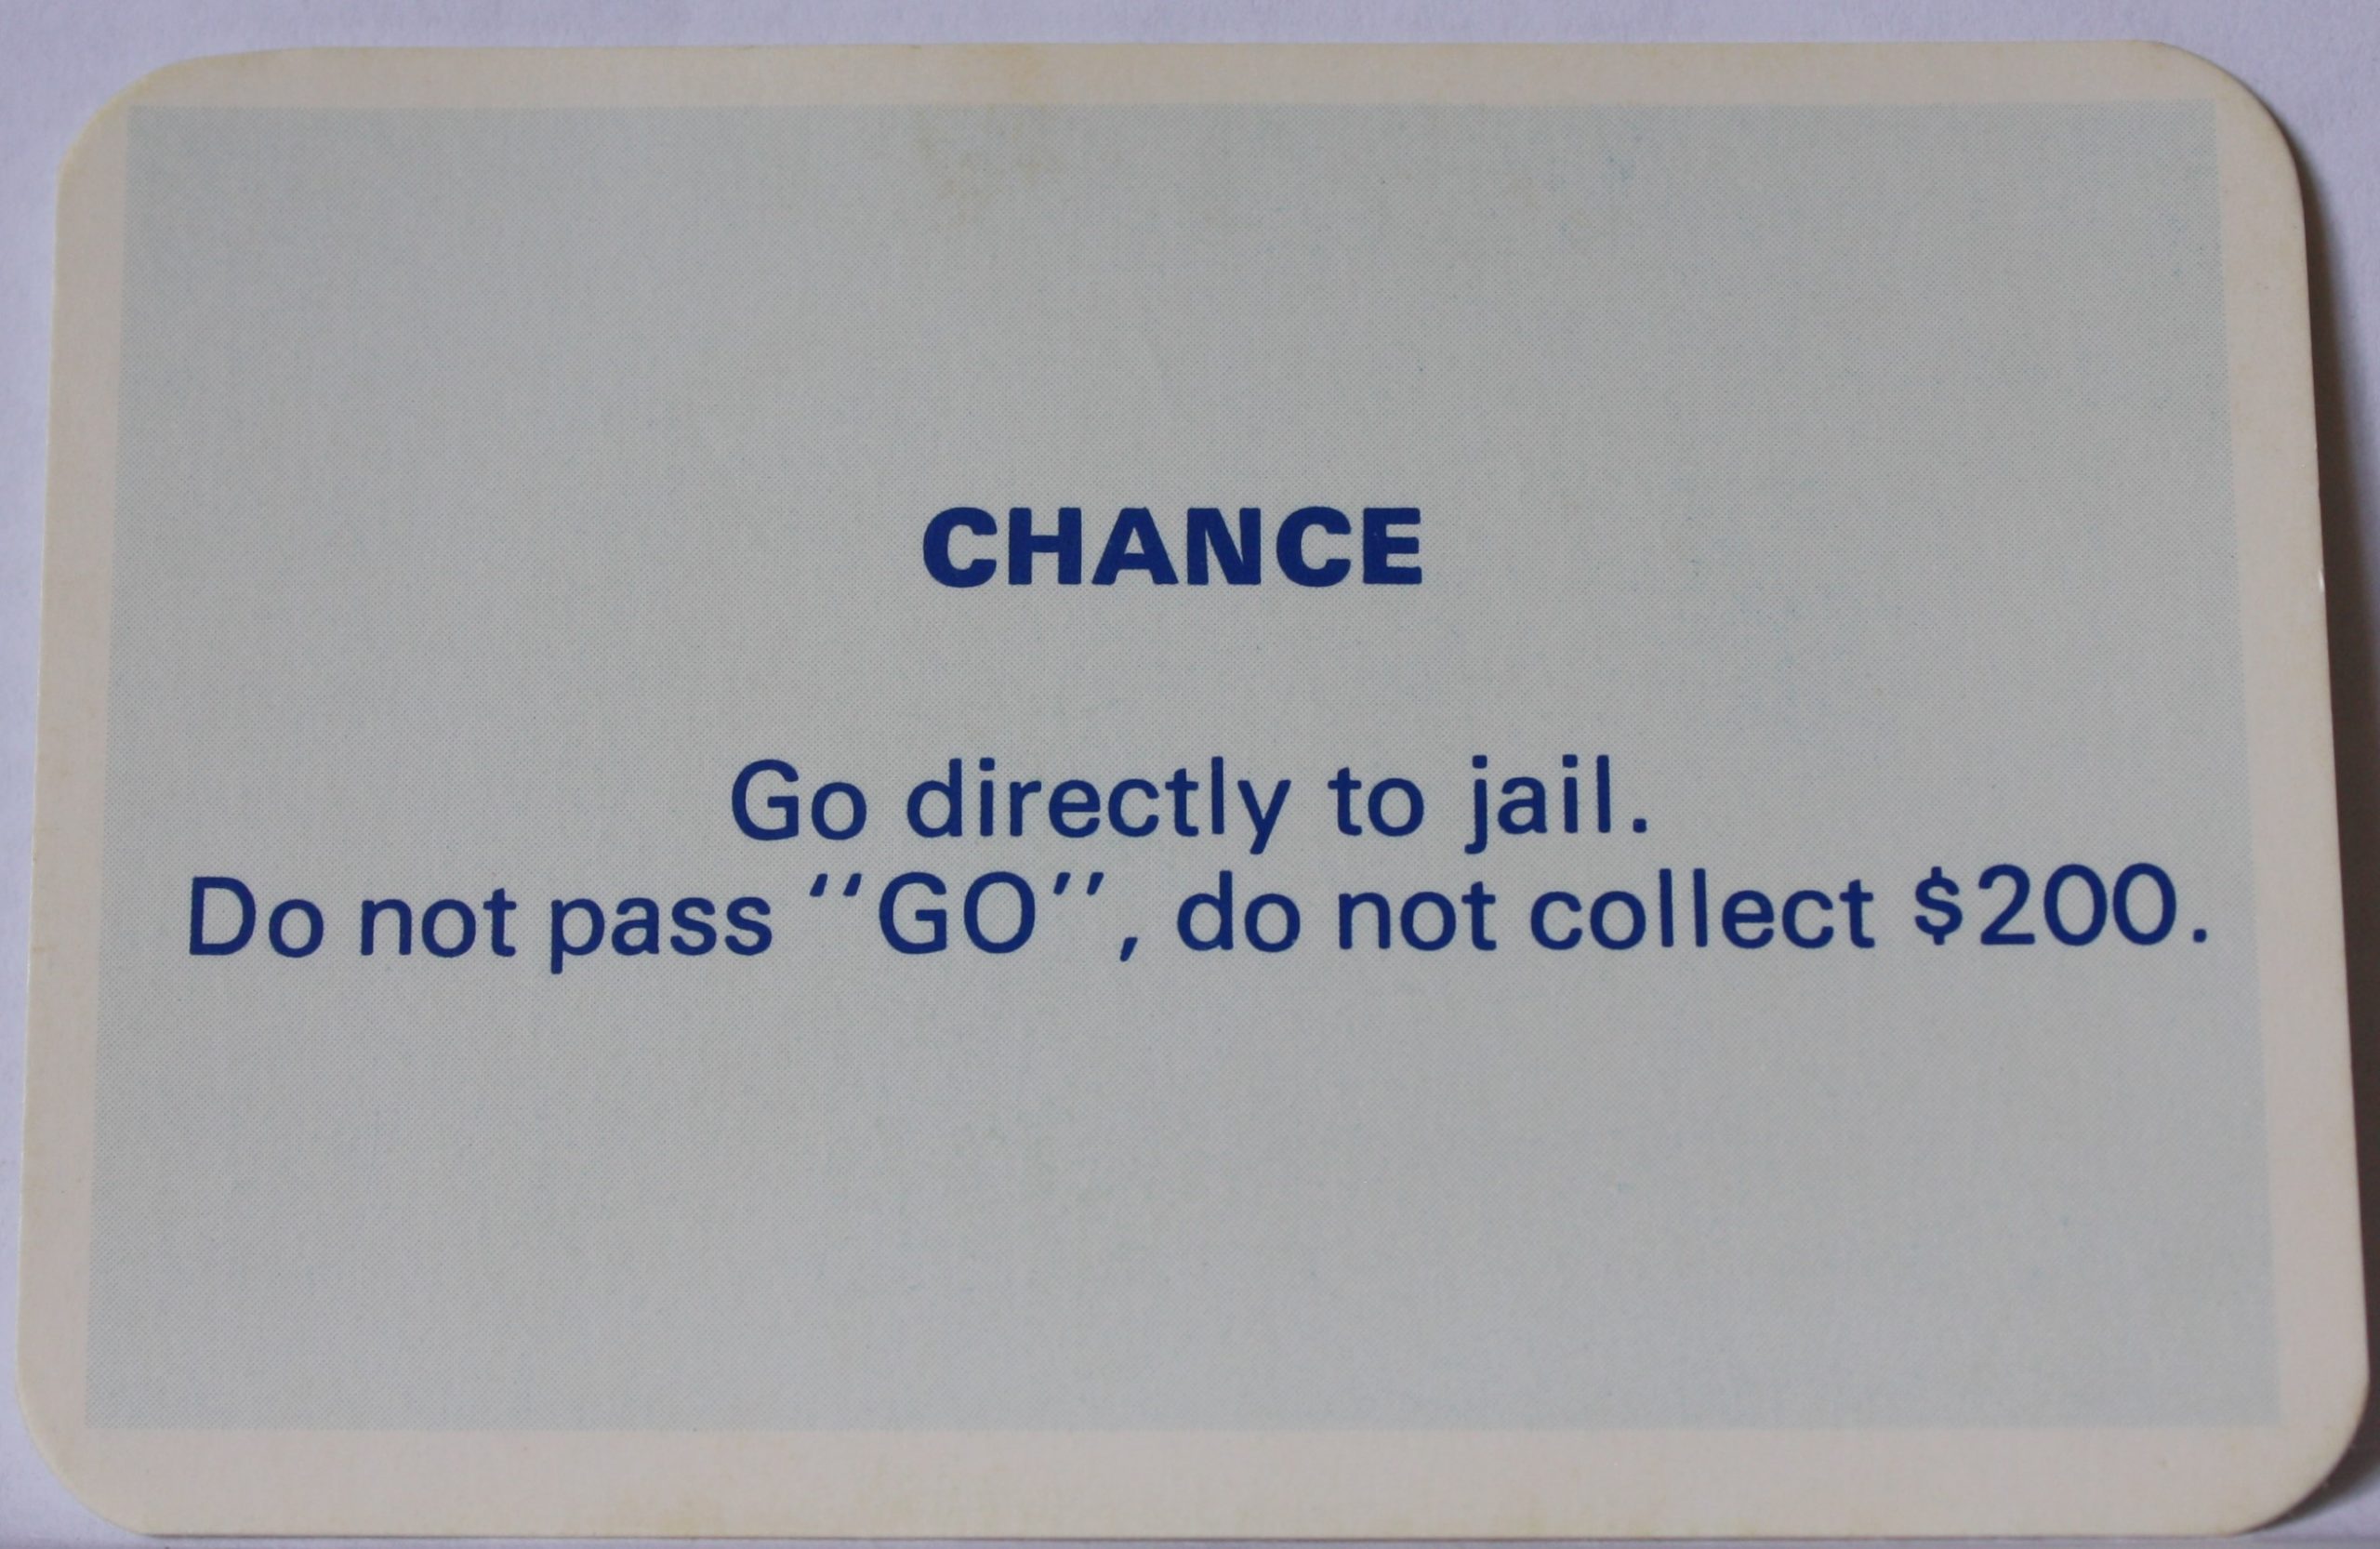 CHANCE
Go directly to jail.
Do not pass "GO", do not collect $200.